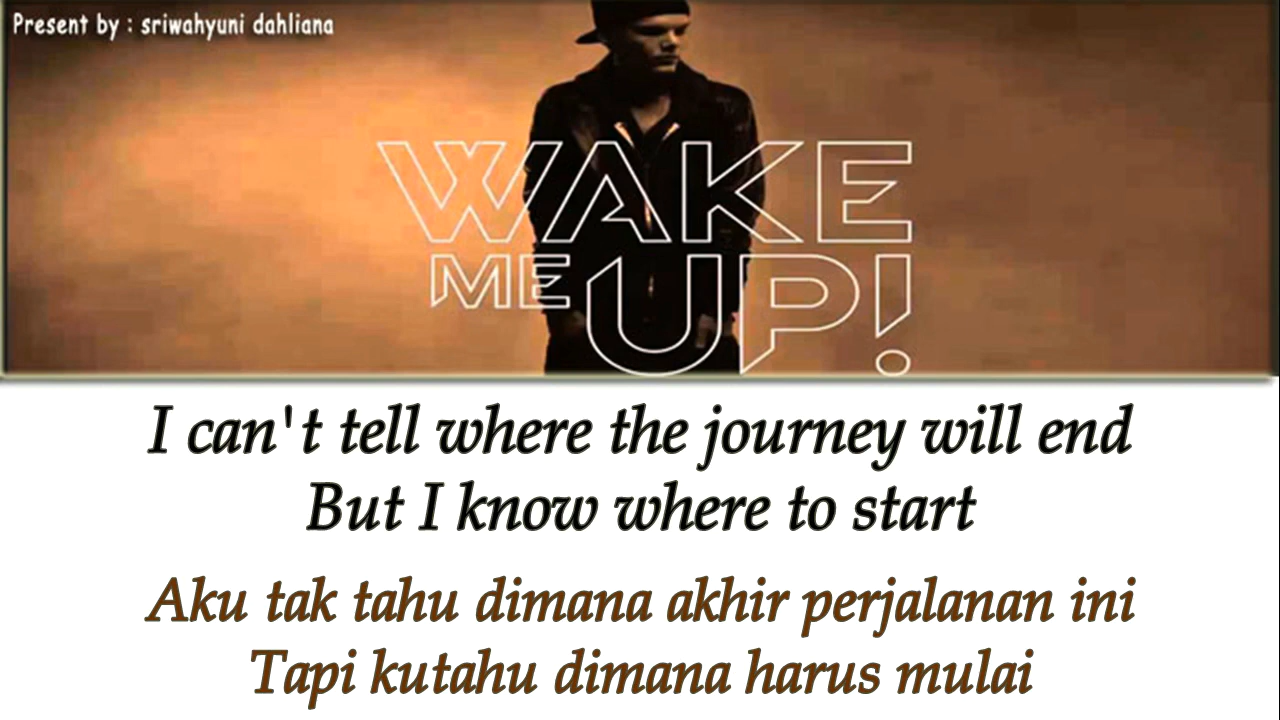 Present by : sriwahyuni dahliana
WAKE
ME UP!
I can't tell where the journey will end
But I know where to start
Aku tak tahu dimana akhir perjalanan ini
Tapi kutahu dimana harus mulai